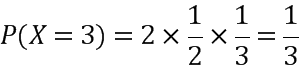 P(X = 3) = 2 × 1/2 × 1/3 = 1/3